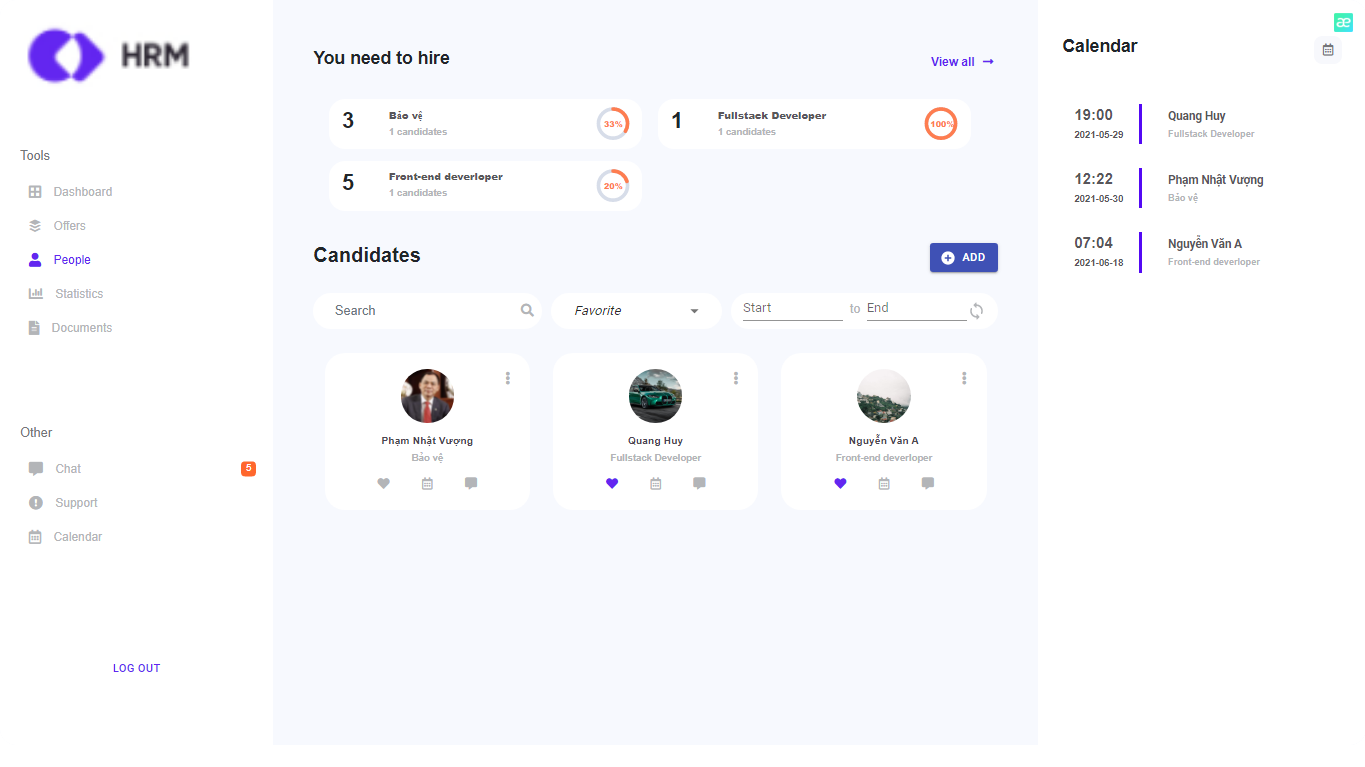 HRM
Tools
Dashboard
Offers
People
Statistics
Documents
Other
Chat
5
Support
Calendar
LOG OUT
You need to hire
View all
3
Bảo vệ
1 candidates
33%
1
Fullstack Developer
1 candidates
100%
5
Front-end deverloper
1 candidates
20%
Candidates
ADD
Search
Favorite
Start
to
End
Phạm Nhật Vượng
Bảo vệ
Quang Huy
Fullstack Developer
Nguyễn Văn A
Front-end deverloper
æ
Calendar
19:00
2021-05-29
Quang Huy
Fullstack Developer
12:22
2021-05-30
Phạm Nhật Vượng
Bảo vệ
07:04
2021-06-18
Nguyễn Văn A
Front-end deverloper